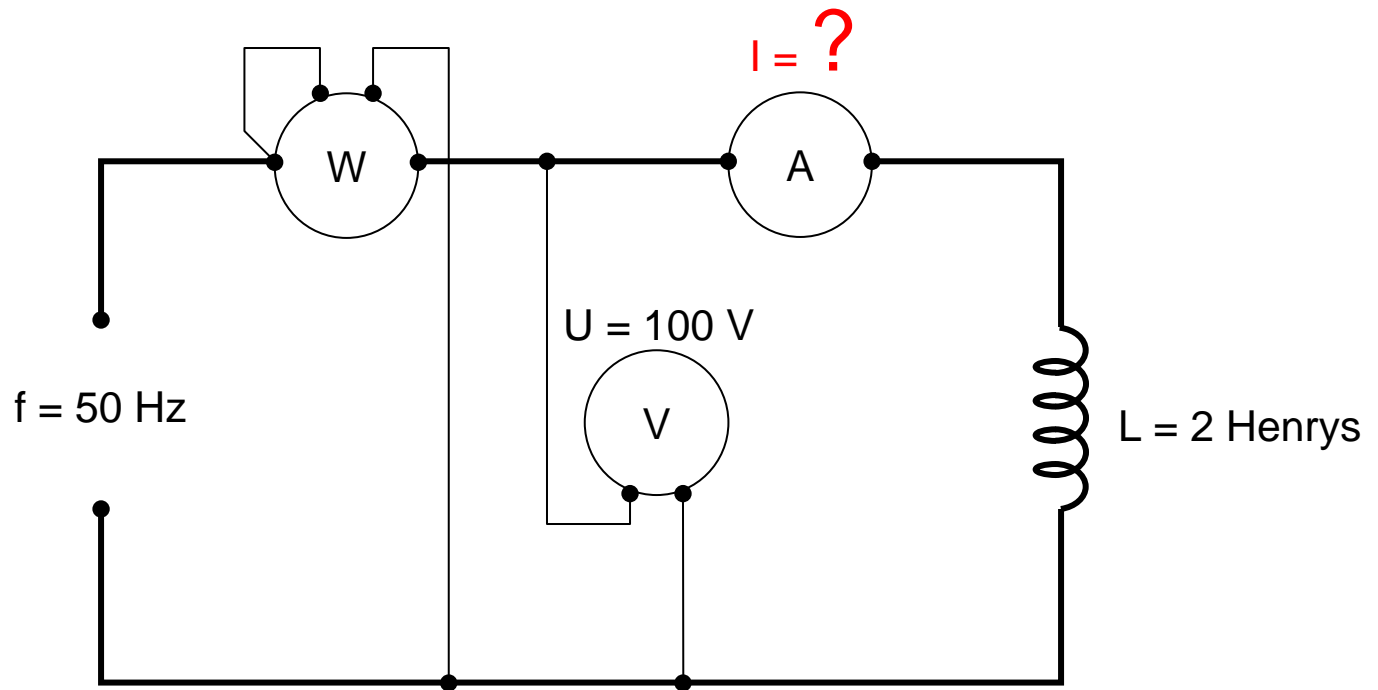 I = ?
W
A
U = 100 V
f = 50 Hz
V
L = 2 Henrys